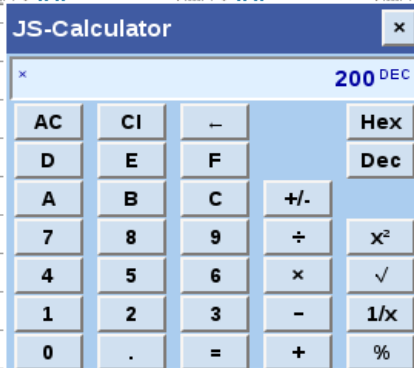 JS-Calculator ×
× 200 DEC
AC CI ← Hex
D E F Dec
A B C +/-
7 8 9 ÷ x²
4 5 6 × √
1 2 3 - 1/x
0 . = + %